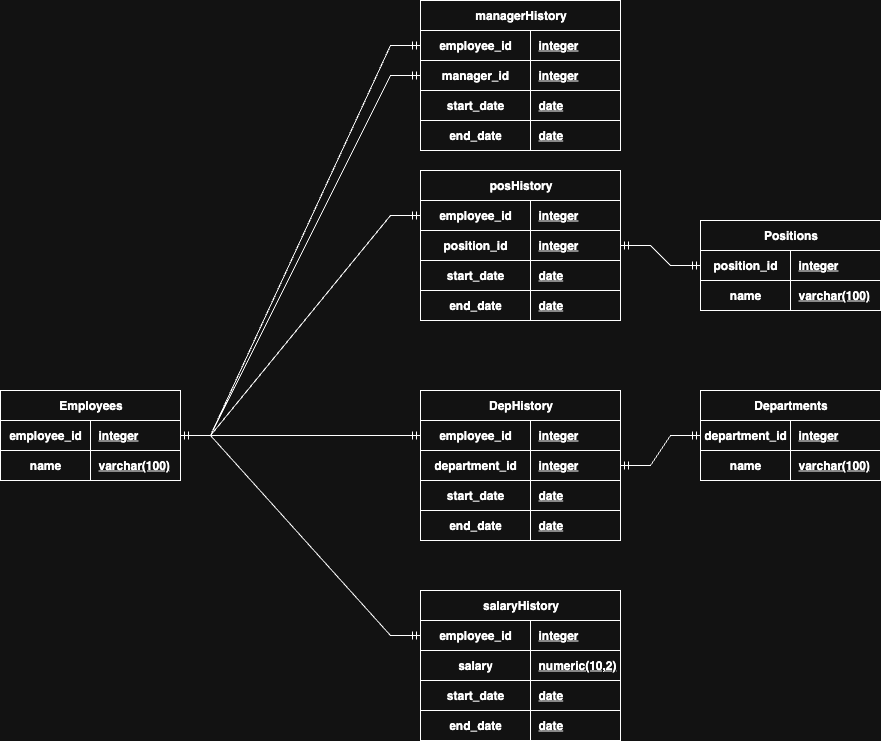 managerHistory
employee_id integer
manager_id integer
start_date date
end_date date
posHistory
employee_id integer
position_id integer
start_date date
end_date date
Positions
position_id integer
name varchar(100)
Employees
employee_id integer
name varchar(100)
DepHistory
employee_id integer
department_id integer
start_date date
end_date date
Departments
department_id integer
name varchar(100)
salaryHistory
employee_id integer
salary numeric(10,2)
start_date date
end_date date